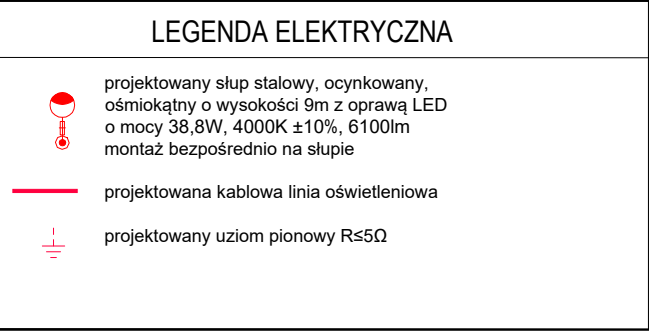 LEGENDA ELEKTRYCZNA
projektowany słup stalowy, ocynkowany,
ośmiokątny o wysokości 9m z oprawą LED
o mocy 38,8W, 4000K ±10%, 6100lm
montaż bezpośrednio na słupie
projektowana kablowa linia oświetleniowa
projektowany uziom pionowy R≤5Ω